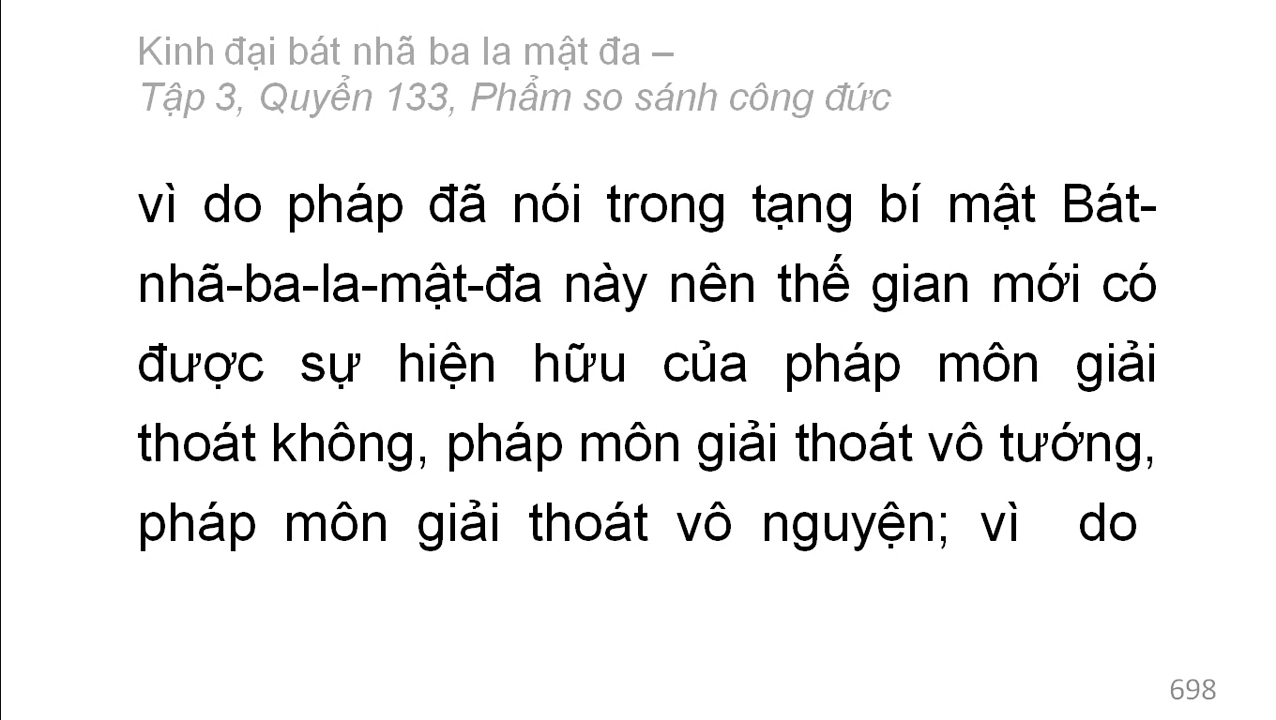 Kinh đại bát nhã ba la mật đa –
Tập 3, Quyển 133, Phẩm so sánh công đức
vì do pháp đã nói trong tạng bí mật Bát-
nhã-ba-la-mật-đa này nên thế gian mới có
được sự hiện hữu của pháp môn giải
thoát không, pháp môn giải thoát vô tướng,
pháp môn giải thoát vô nguyện; vì do
698